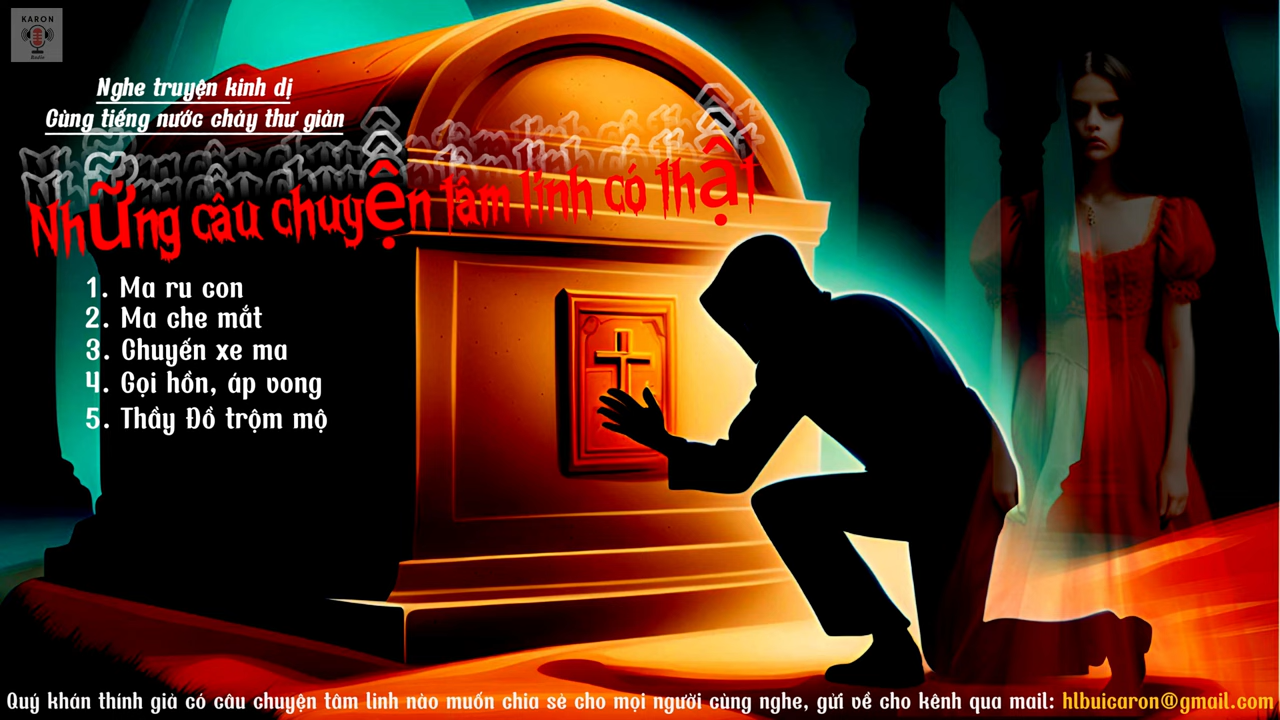 KARON
Radio
Nghe truyện kinh dị
Cùng tiếng nước chảy thư giản
Những câu chuyện tâm linh có thật
1. Ma ru con
2. Ma che mắt
3. Chuyến xe ma
4. Gọi hồn, áp vong
5. Thầy Đồ trộm mộ
Quý khán thính giả có câu chuyện tâm linh nào muốn chia sẻ cho mọi người cùng nghe, gửi về cho kênh qua mail: hlbuicaron@gmail.com